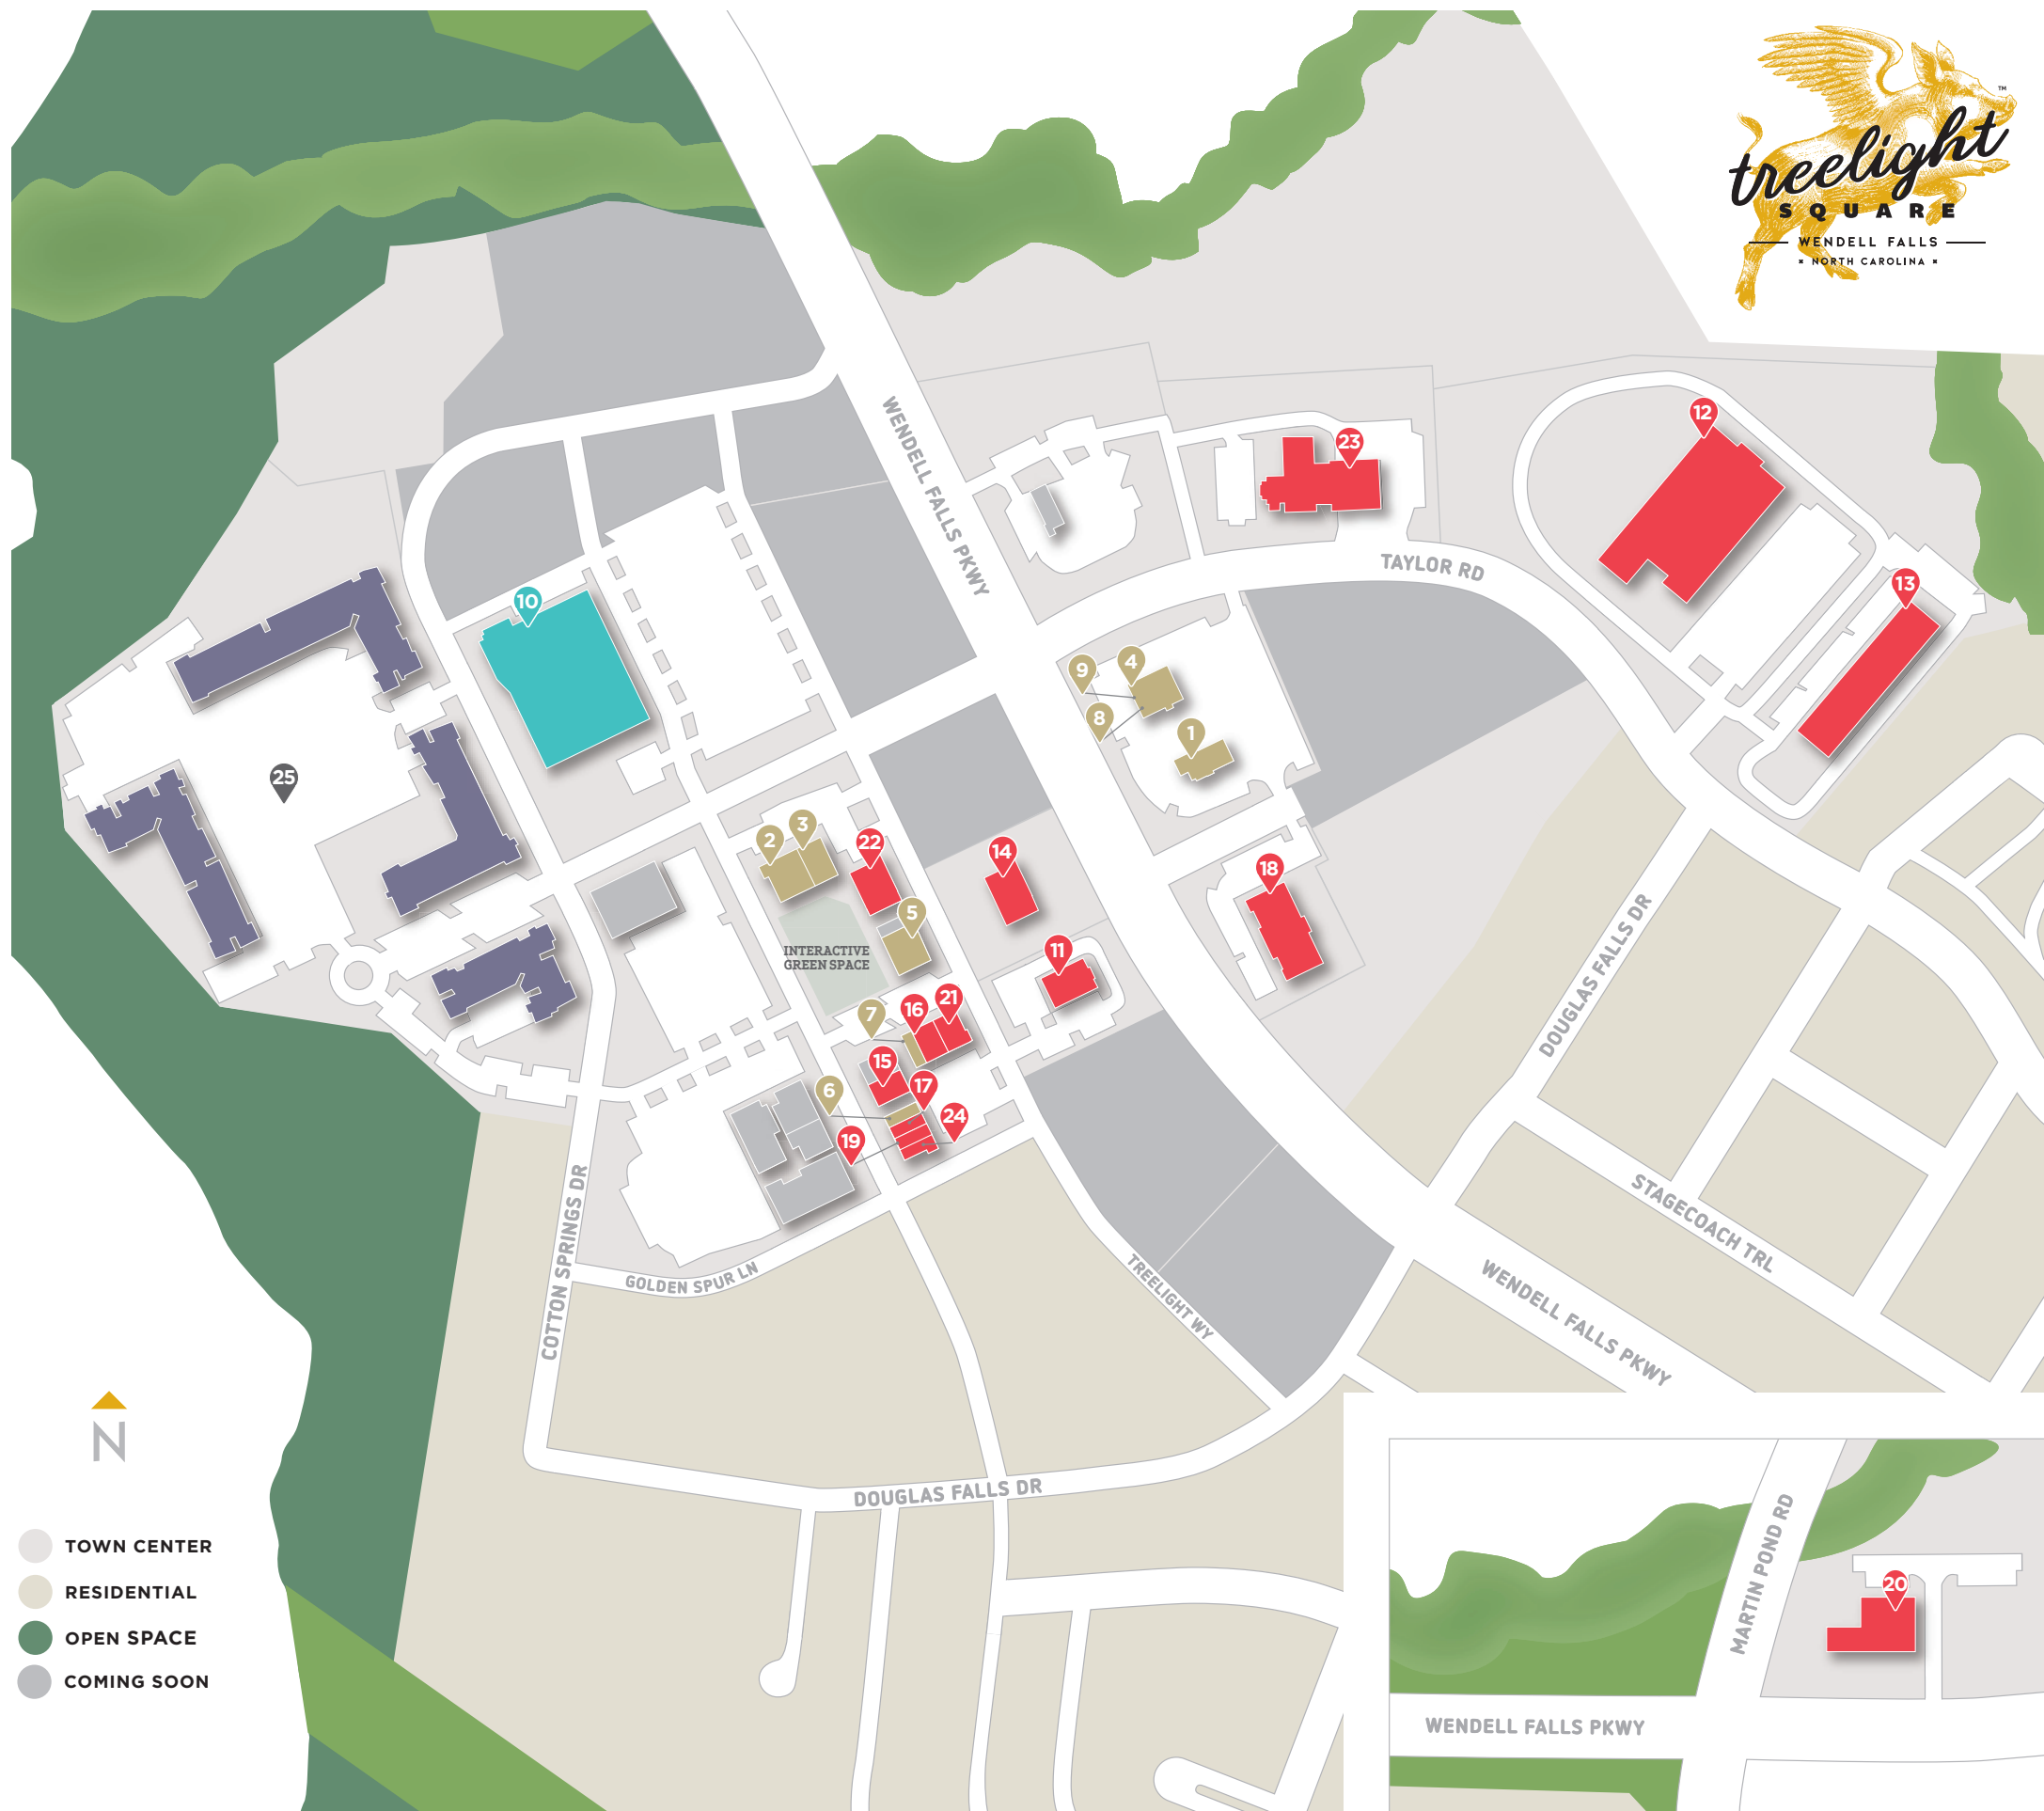 ™
treelight
SQUARE
WENDELL FALLS
NORTH CAROLINA
WENDELL FALLS PKWY
12
23
TAYLOR RD
13
10
9
4
8
1
25
2
3
22
14
18
5
INTERACTIVE
GREEN SPACE
11
DOUGLAS FALLS DR
7
16
21
15
17
6
24
19
STAGECOACH TRL
COTTON SPRINGS DR
GOLDEN SPUR LN
TREELIGHT WY
WENDELL FALLS PKWY
N
DOUGLAS FALLS DR
TOWN CENTER
RESIDENTIAL
OPEN SPACE
COMING SOON
MARTIN POND RD
20
WENDELL FALLS PKWY